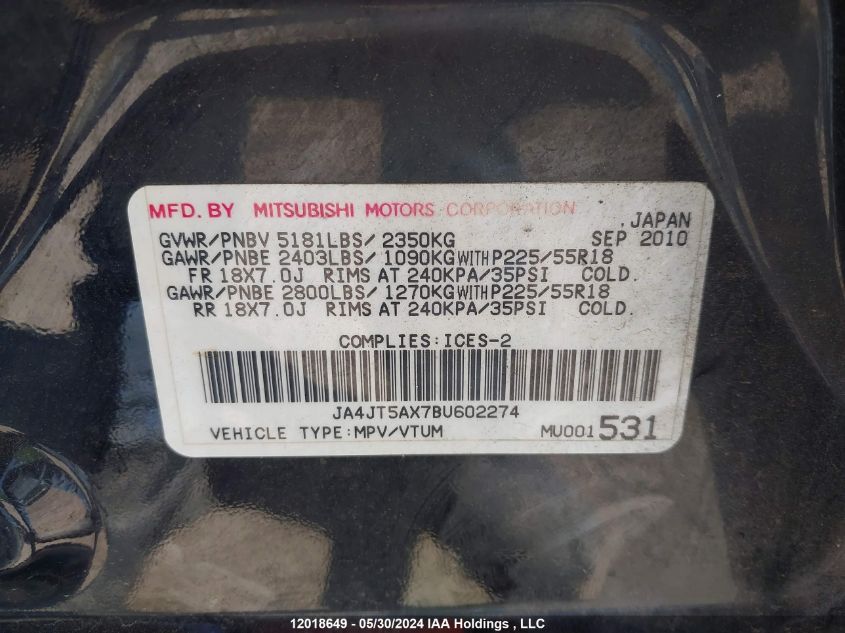 MFD. BY MITSUBISHI MOTORS CORPORATION
JAPAN
GVWR/PNBV 5181LBS/ 2350KG SEP 2010
GAWR/PNBE 2403LBS/ 1090KG WITH P225/55R18
FR 18X7.0J RIMS AT 240KPA/35PSI COLD.
GAWR/PNBE 2800LBS/ 1270KG WITH P225/55R18
RR 18X7.0J RIMS AT 240KPA/35PSI COLD.
COMPLIES:ICES-2
JA4JT5AX7BU602274
VEHICLE TYPE:MPV/VTUM MU001531
12018649 - 05/30/2024 IAA Holdings , LLC